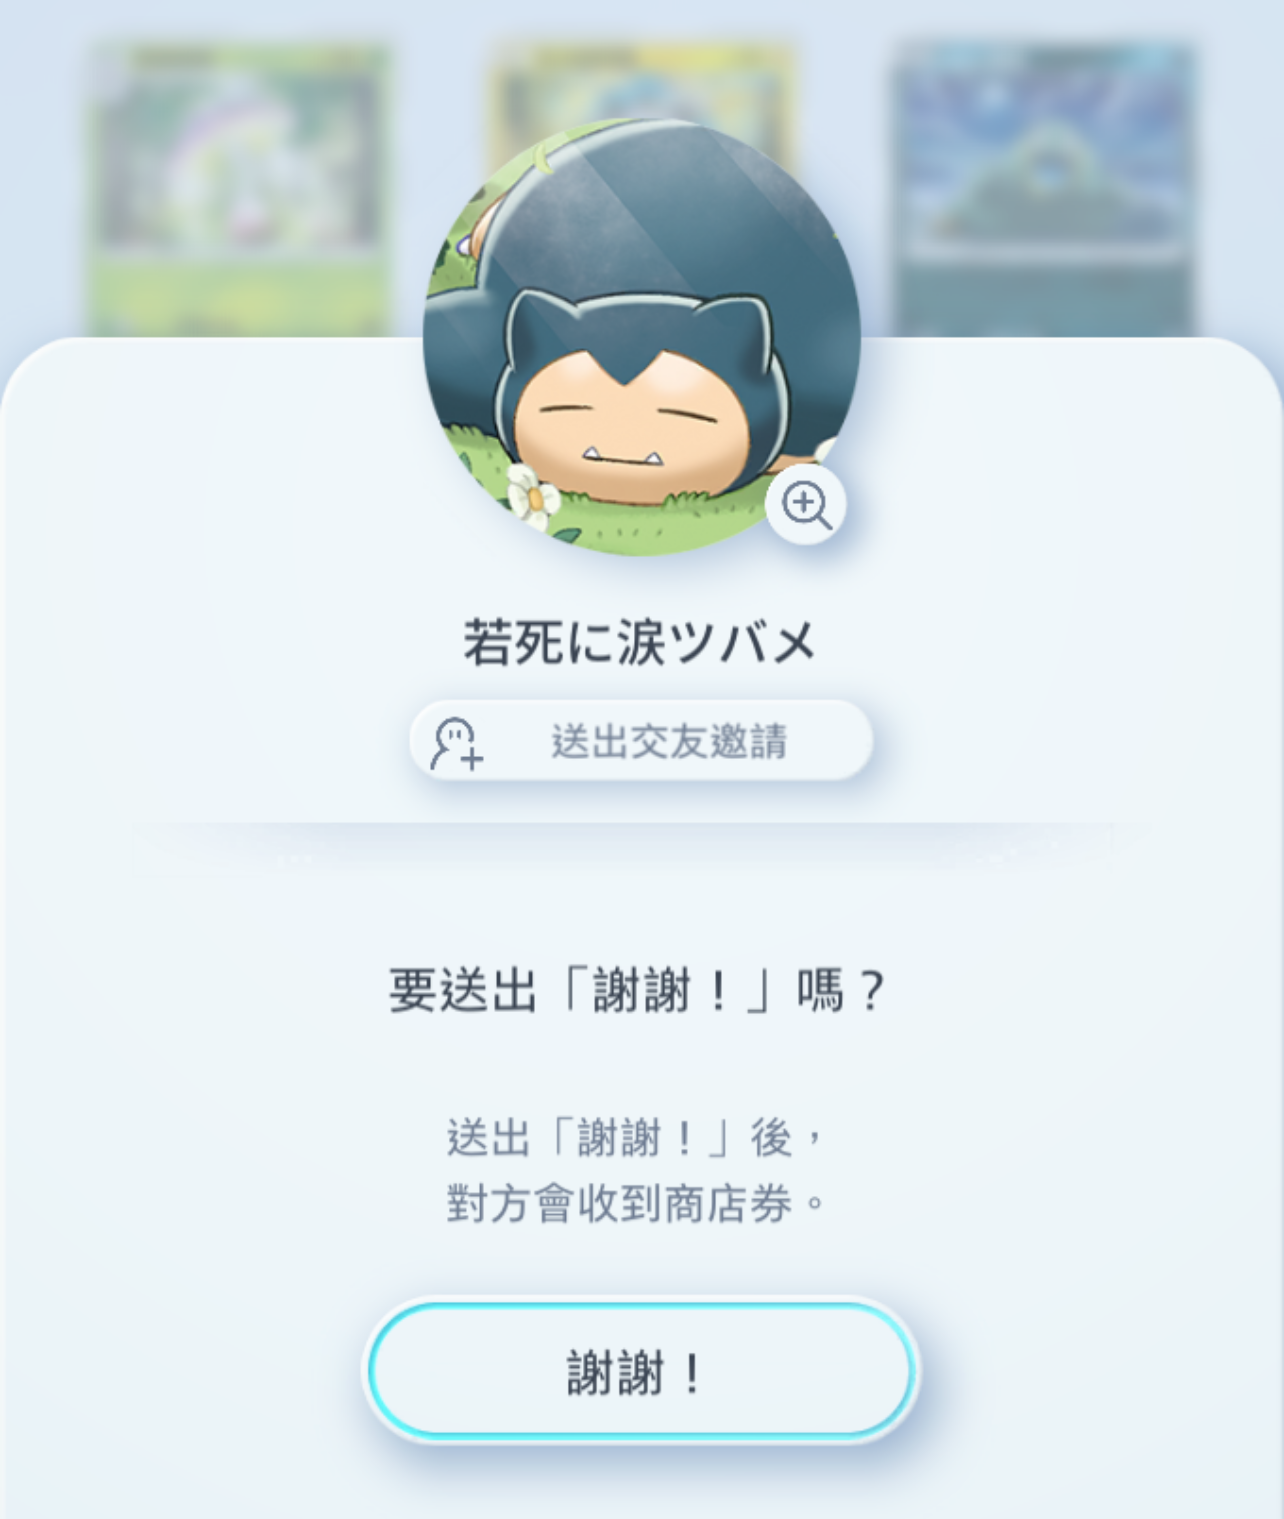 若死に涙ツバメ
送出交友邀請
要送出「謝謝！」嗎？
送出「謝謝！」後，
對方會收到商店券。
謝謝！